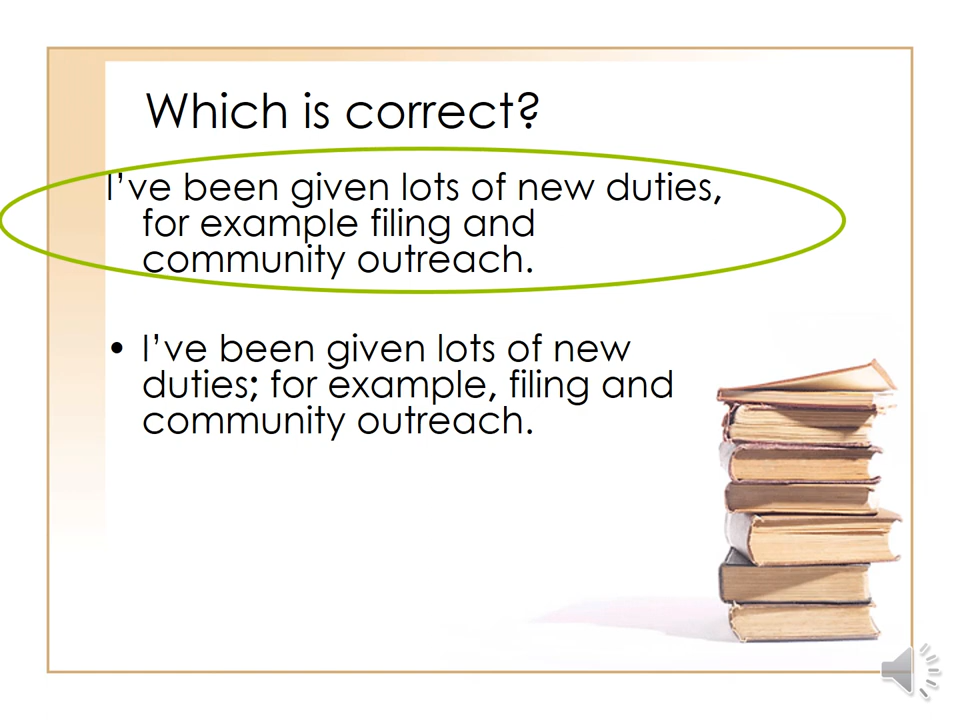 Which is correct?
I've been given lots of new duties,
for example filing and
community outreach.
• I've been given lots of new
duties; for example, filing and
community outreach.